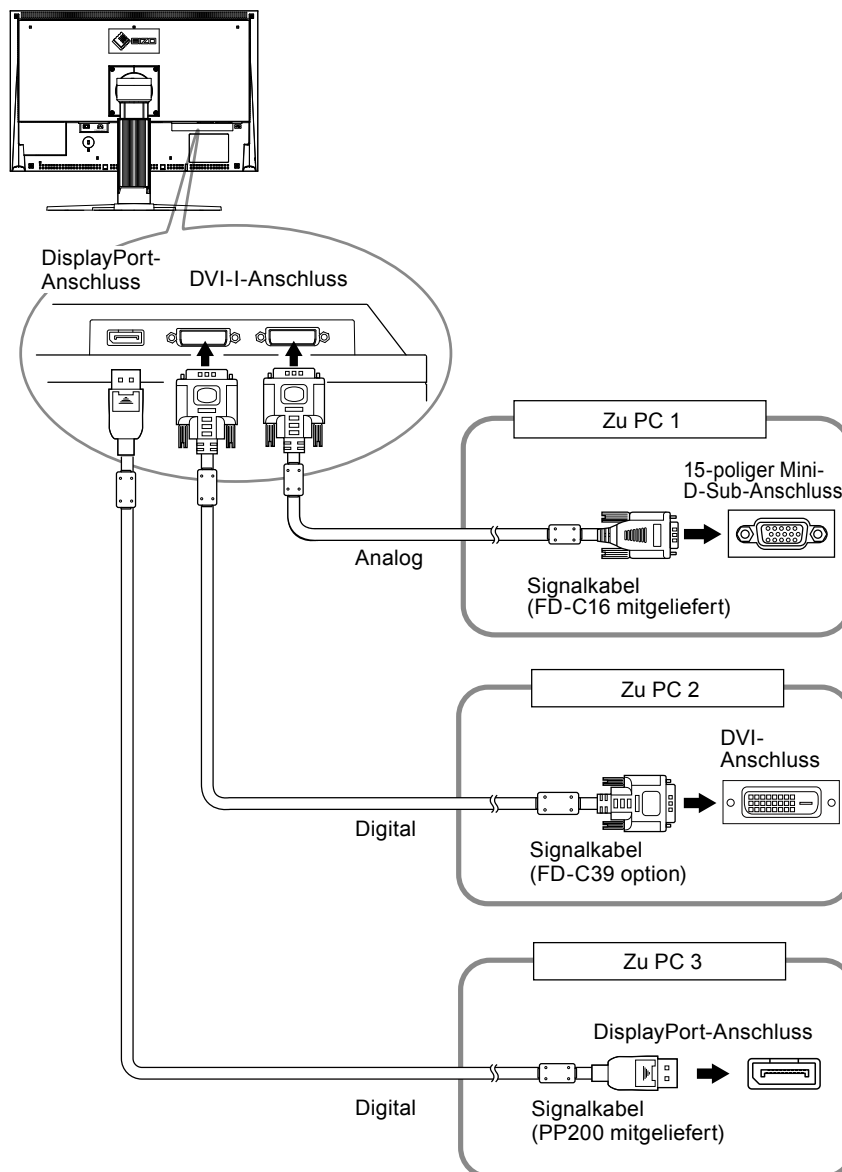 EIZO
DisplayPort-
Anschluss
DVI-I-Anschluss
Zu PC 1
15-poliger Mini-
D-Sub-Anschluss
Analog
Signalkabel
(FD-C16 mitgeliefert)
Zu PC 2
DVI-
Anschluss
Digital
Signalkabel
(FD-C39 option)
Zu PC 3
DisplayPort-Anschluss
Digital
Signalkabel
(PP200 mitgeliefert)